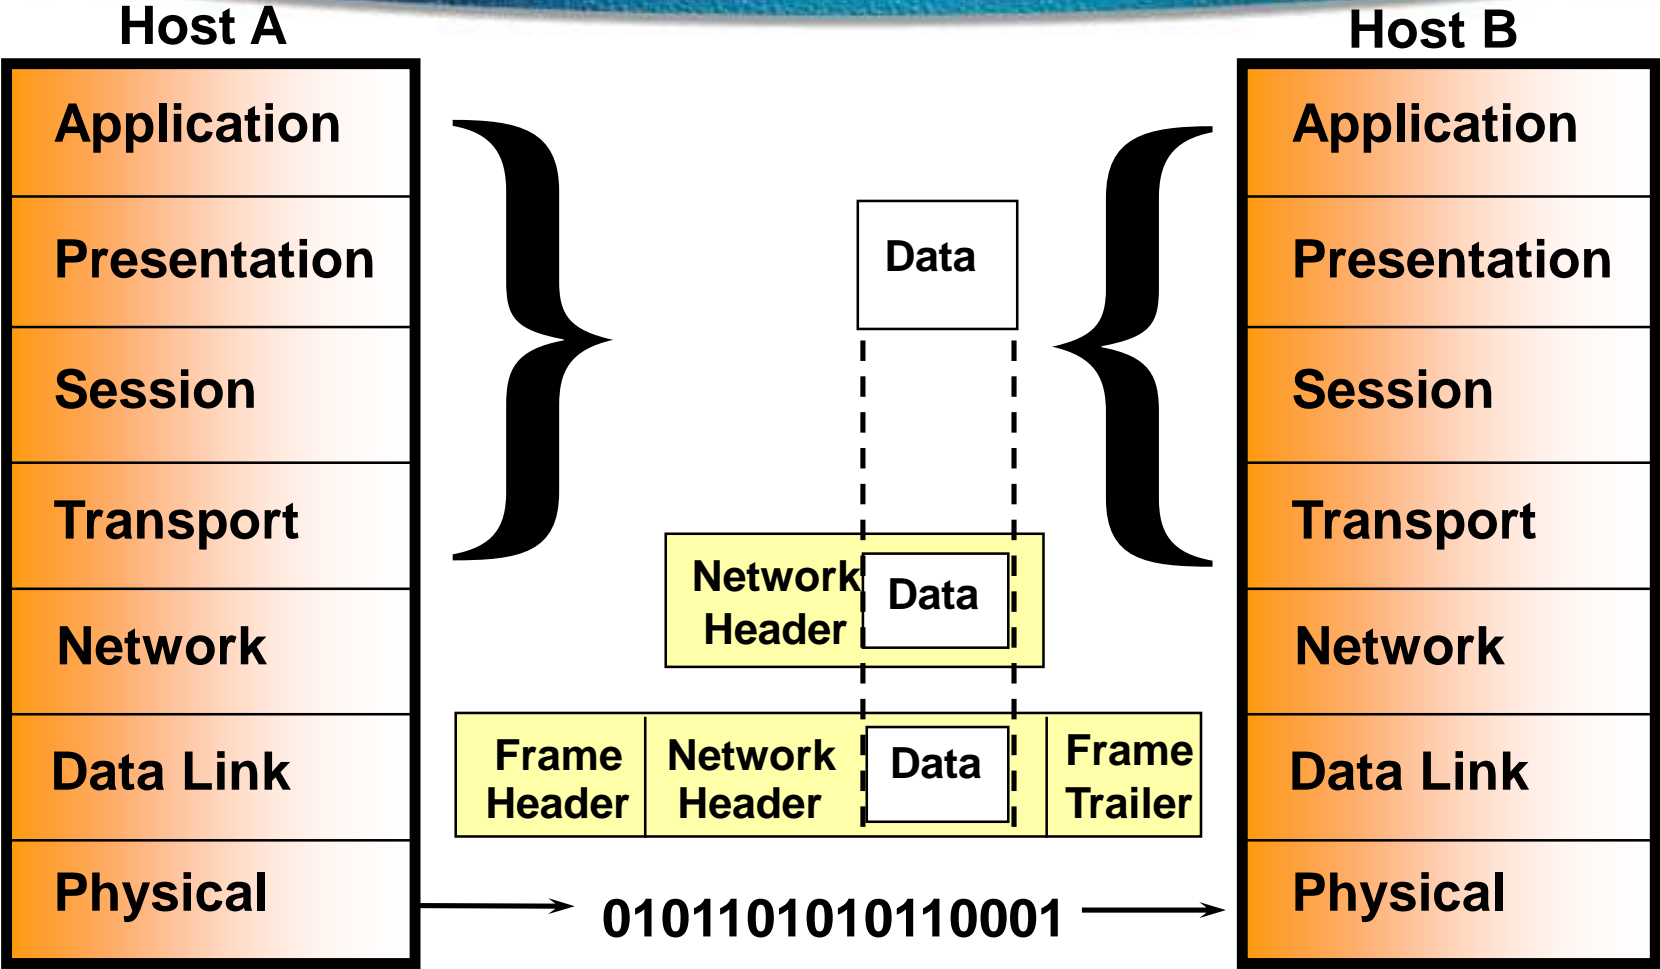 Host A
Host B
Application
Presentation
Session
Transport
Network
Data Link
Physical
Data
Network
Header
Data
Frame
Header
Network
Header
Data
Frame
Trailer
0101101010110001
Application
Presentation
Session
Transport
Network
Data Link
Physical